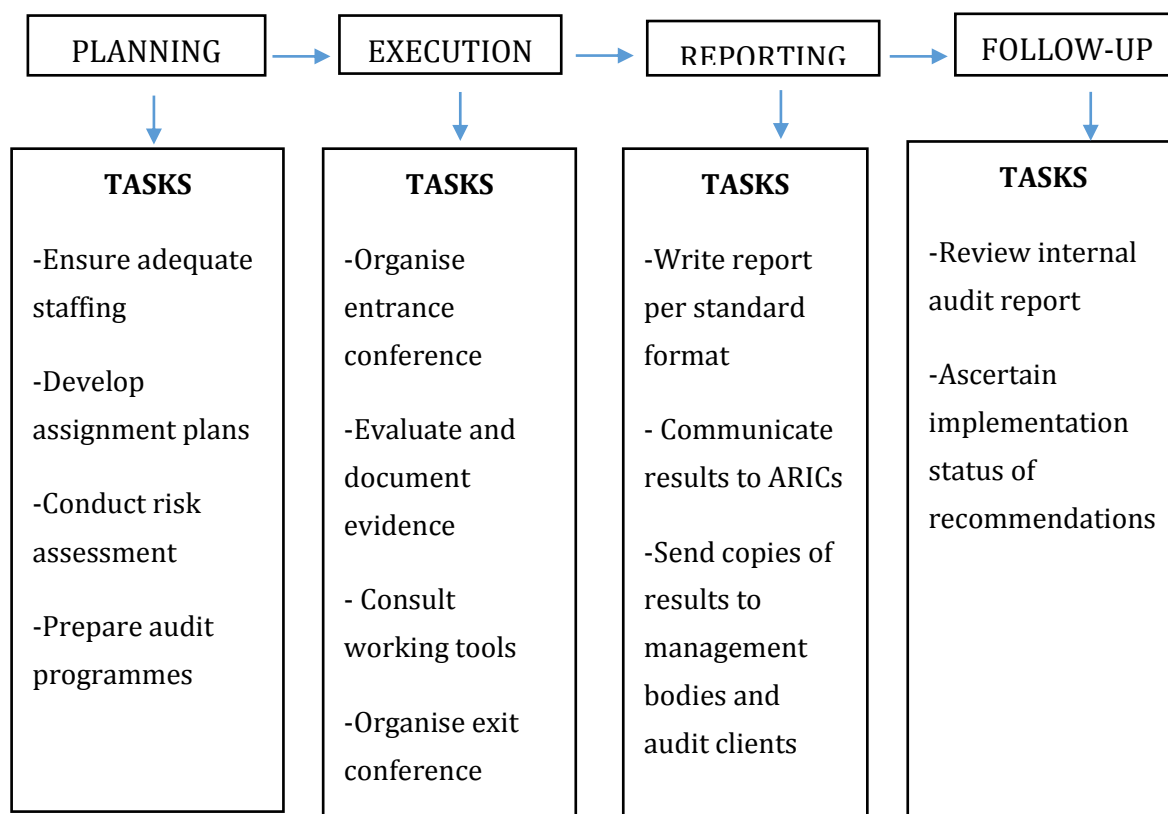 PLANNING
EXECUTION
REPORTING
FOLLOW-UP
TASKS
-Ensure adequate
staffing
-Develop
assignment plans
-Conduct risk
assessment
-Prepare audit
programmes
TASKS
-Organise
entrance
conference
-Evaluate and
document
evidence
- Consult
working tools
-Organise exit
conference
TASKS
-Write report
per standard
format
- Communicate
results to ARICs
-Send copies of
results to
management
bodies and
audit clients
TASKS
-Review internal
audit report
-Ascertain
implementation
status of
recommendations